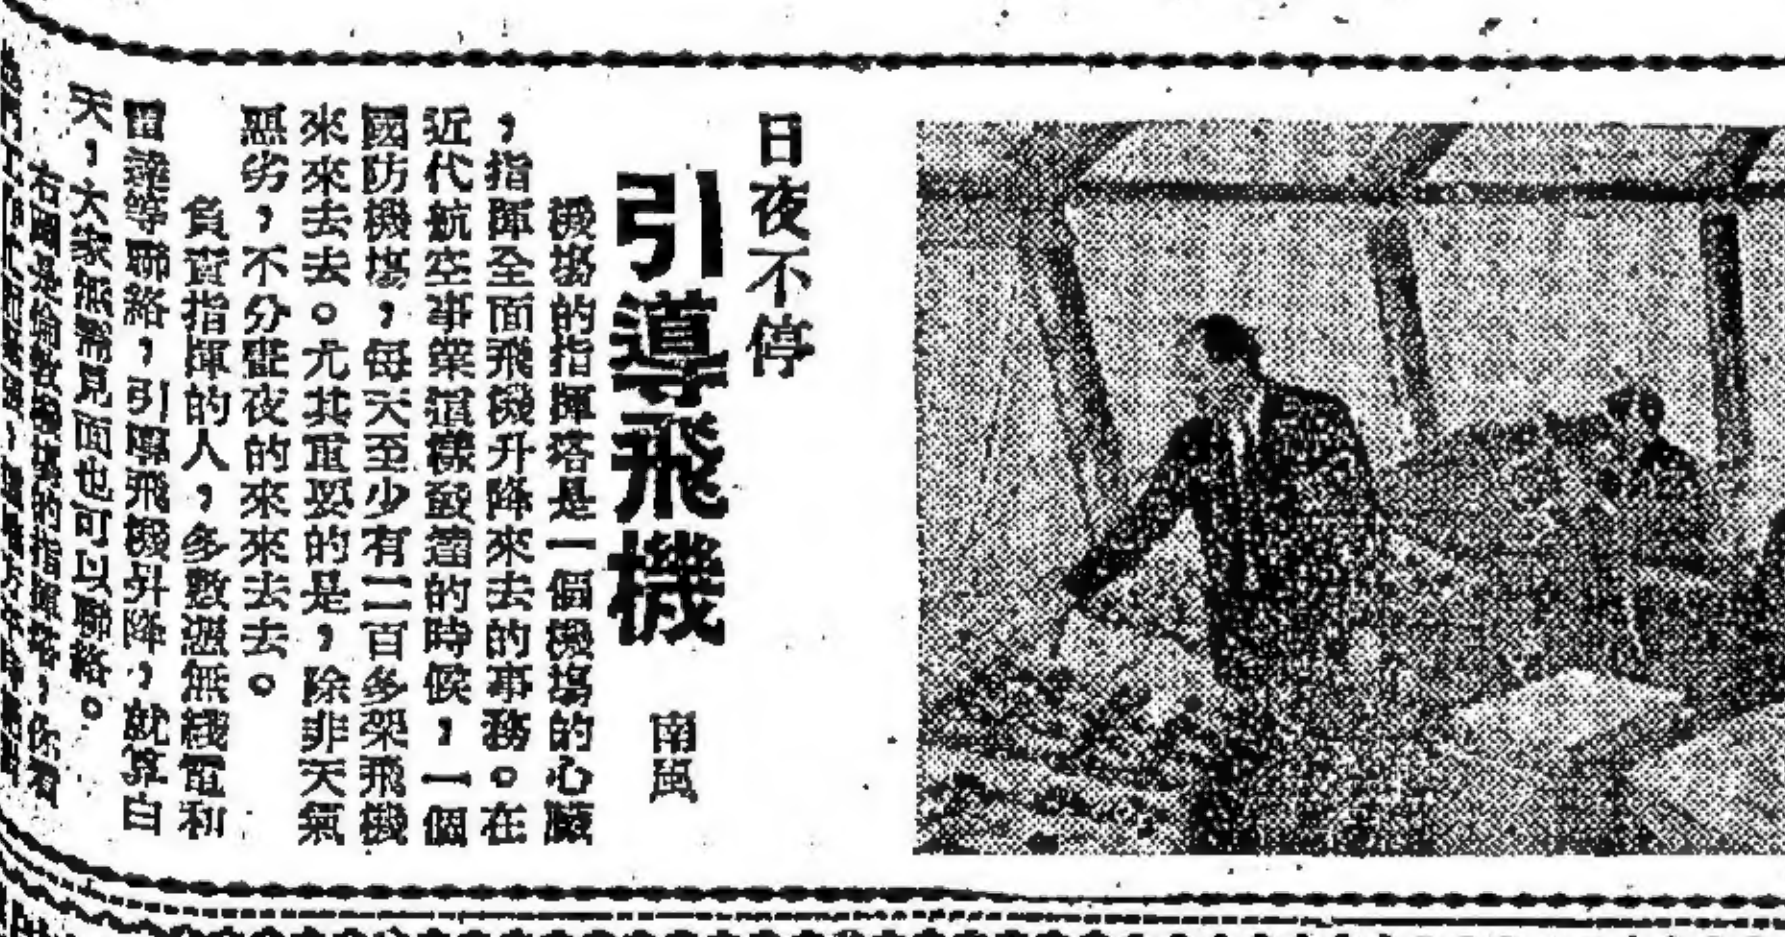 日夜不停
引導飛機
南風
機場的指揮塔是一個機場的心臟
，指揮全面飛機升降來去的事務。在
近代航空事業這樣發達的時候，一個
國防機場，每天至少有一二百多架飛機
來來去去。尤其重要的是，除非天氣
惡劣，不分晝夜的來來去去。
負責指揮的人，多數憑無綫電和
雷達等聯絡，引導飛機升降，就算白
天，大家無需見面也可以聯絡。
右圖是倫敦機場的指揮塔，你看